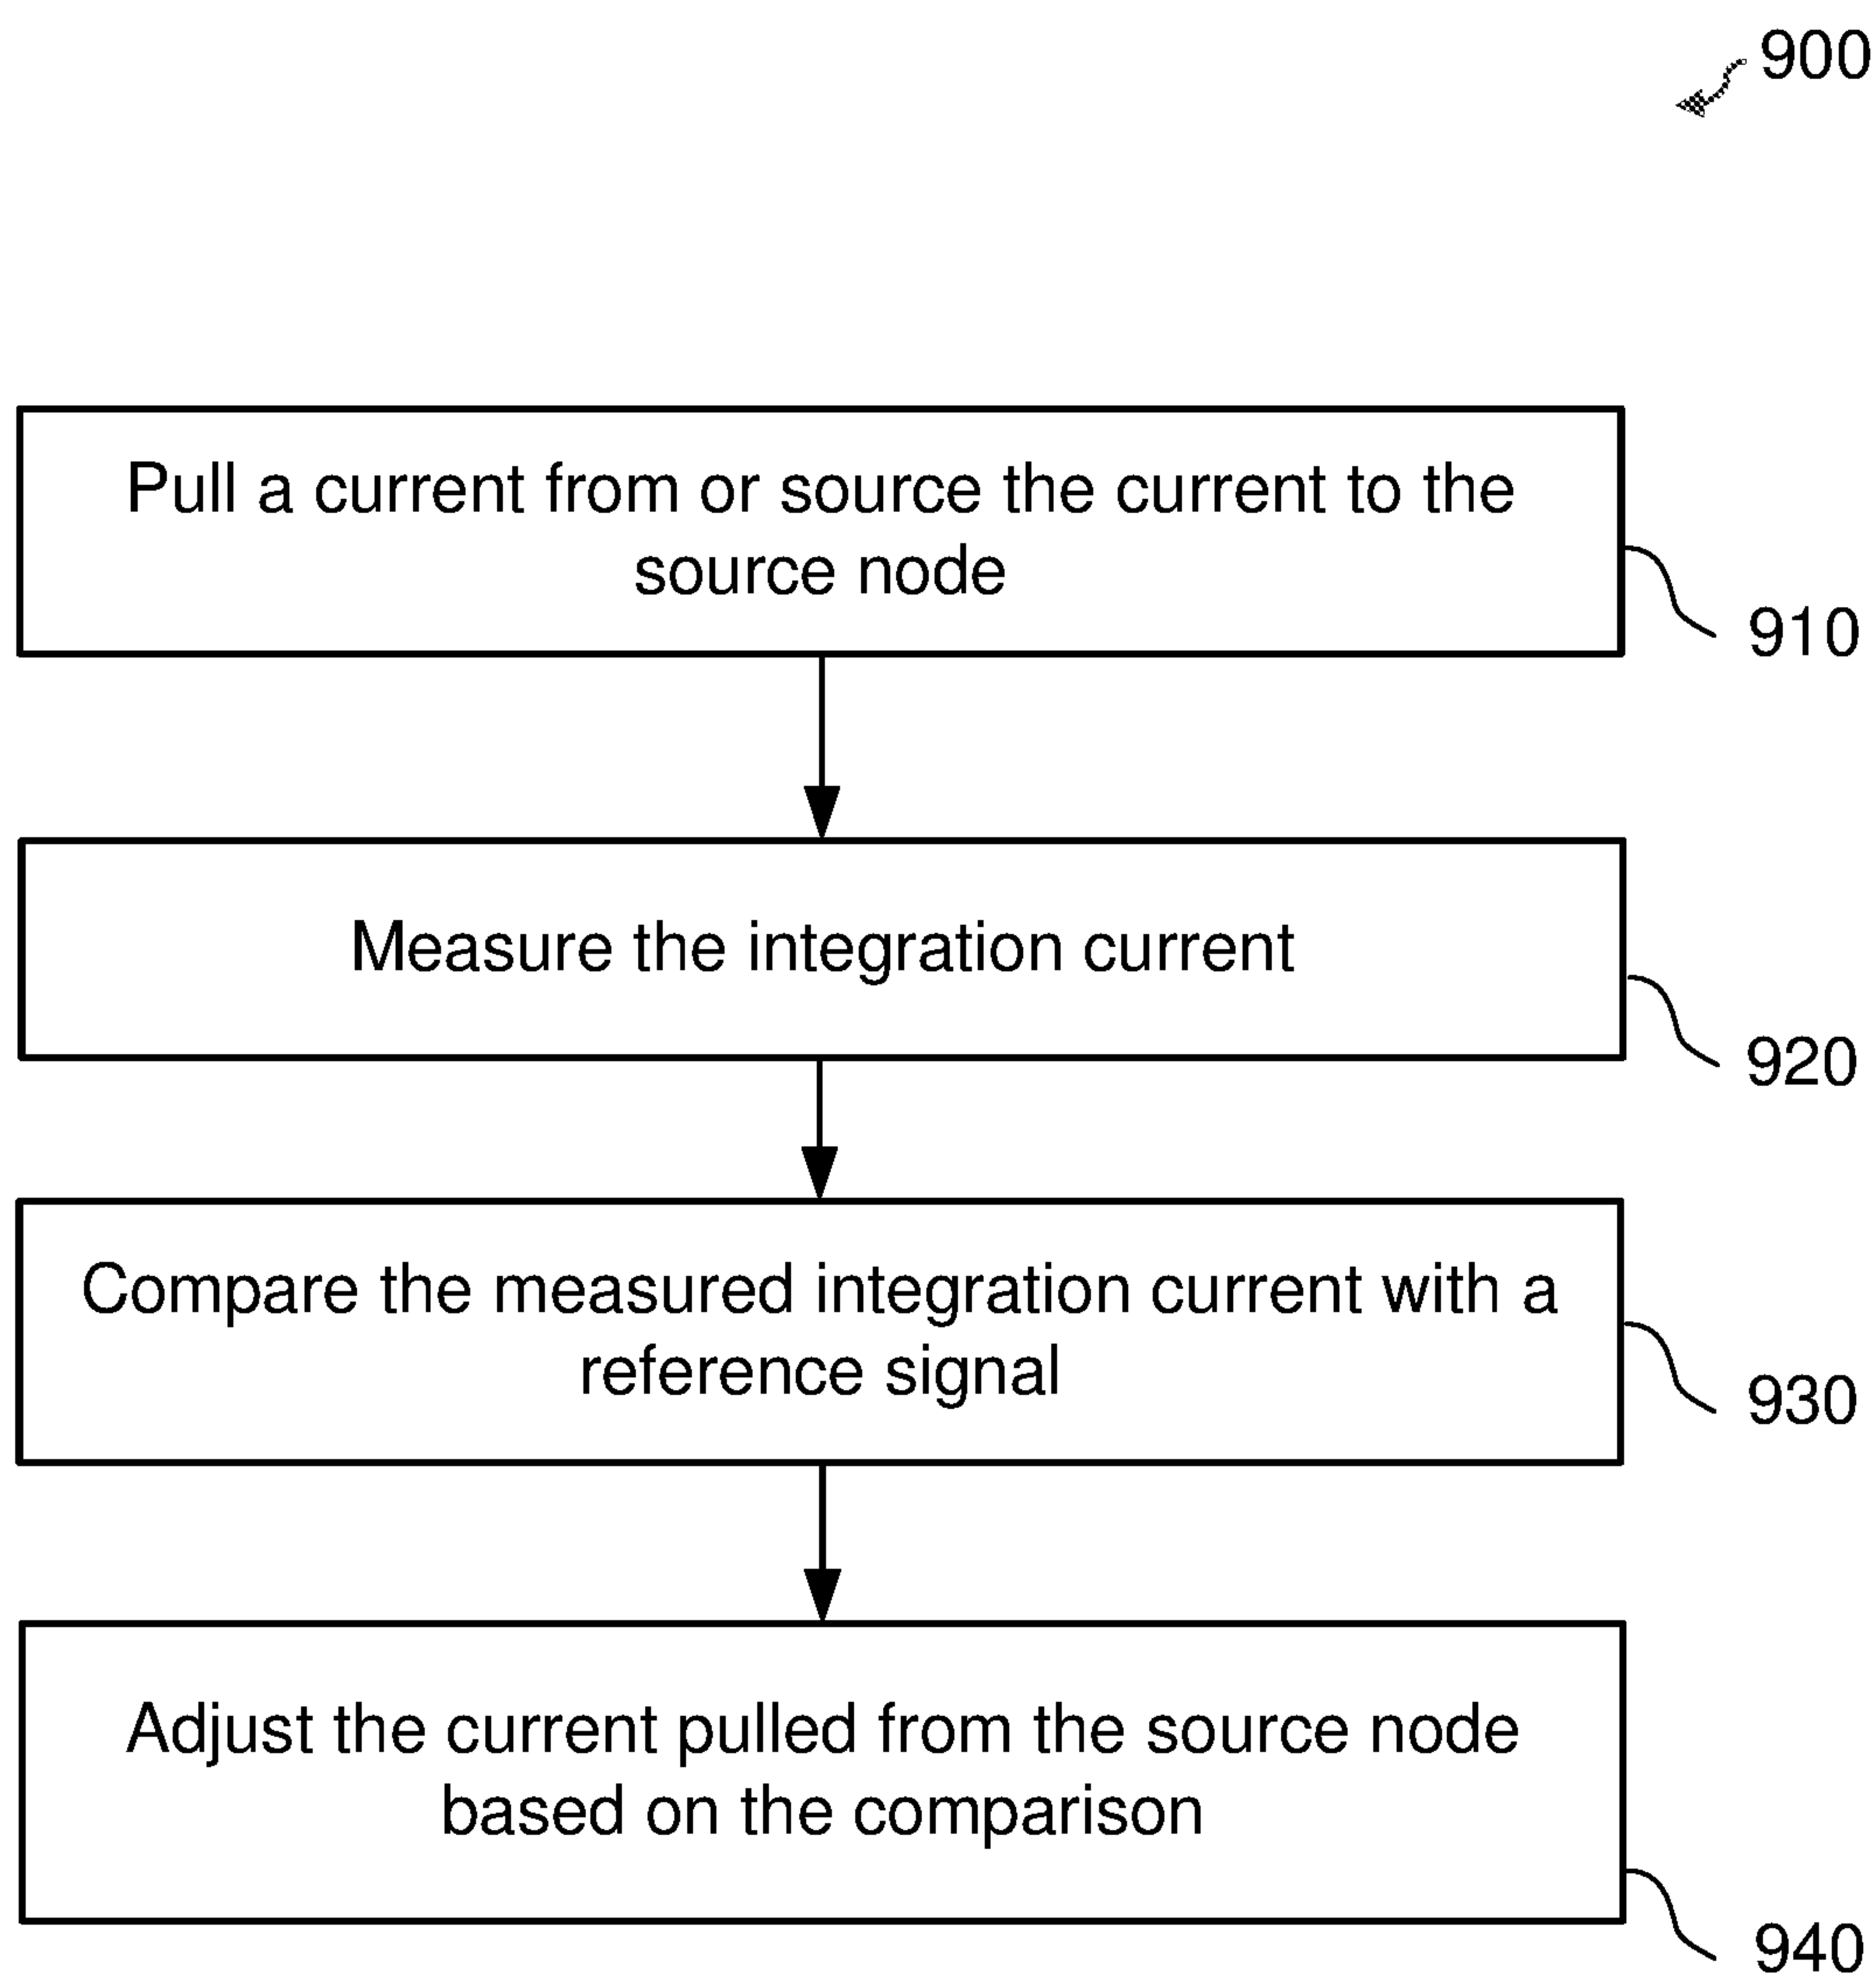 900
Pull a current from or source the current to the
source node
910
Measure the integration current
920
Compare the measured integration current with a
reference signal
930
Adjust the current pulled from the source node
based on the comparison
940